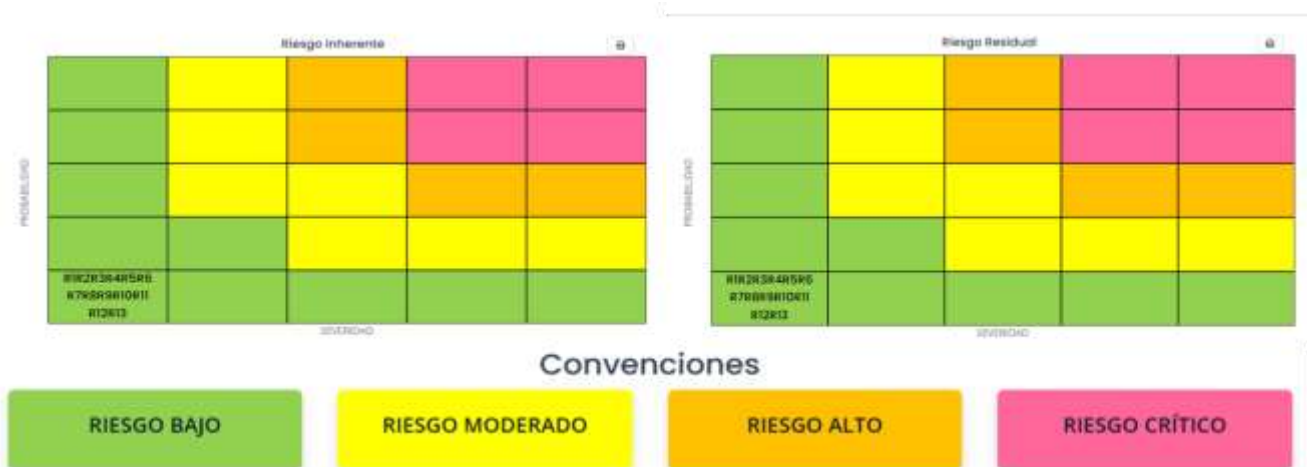 Riesgo Inherente
Riesgo Residual
PROBABILIDAD
R1R2R3R4R5R6
R7R8R9R10R11
R12R13
SEVERIDAD
PROBABILIDAD
R1R2R3R4R5R6
R7R8R9R10R11
R12R13
SEVERIDAD
Convenciones
RIESGO BAJO
RIESGO MODERADO
RIESGO ALTO
RIESGO CRÍTICO